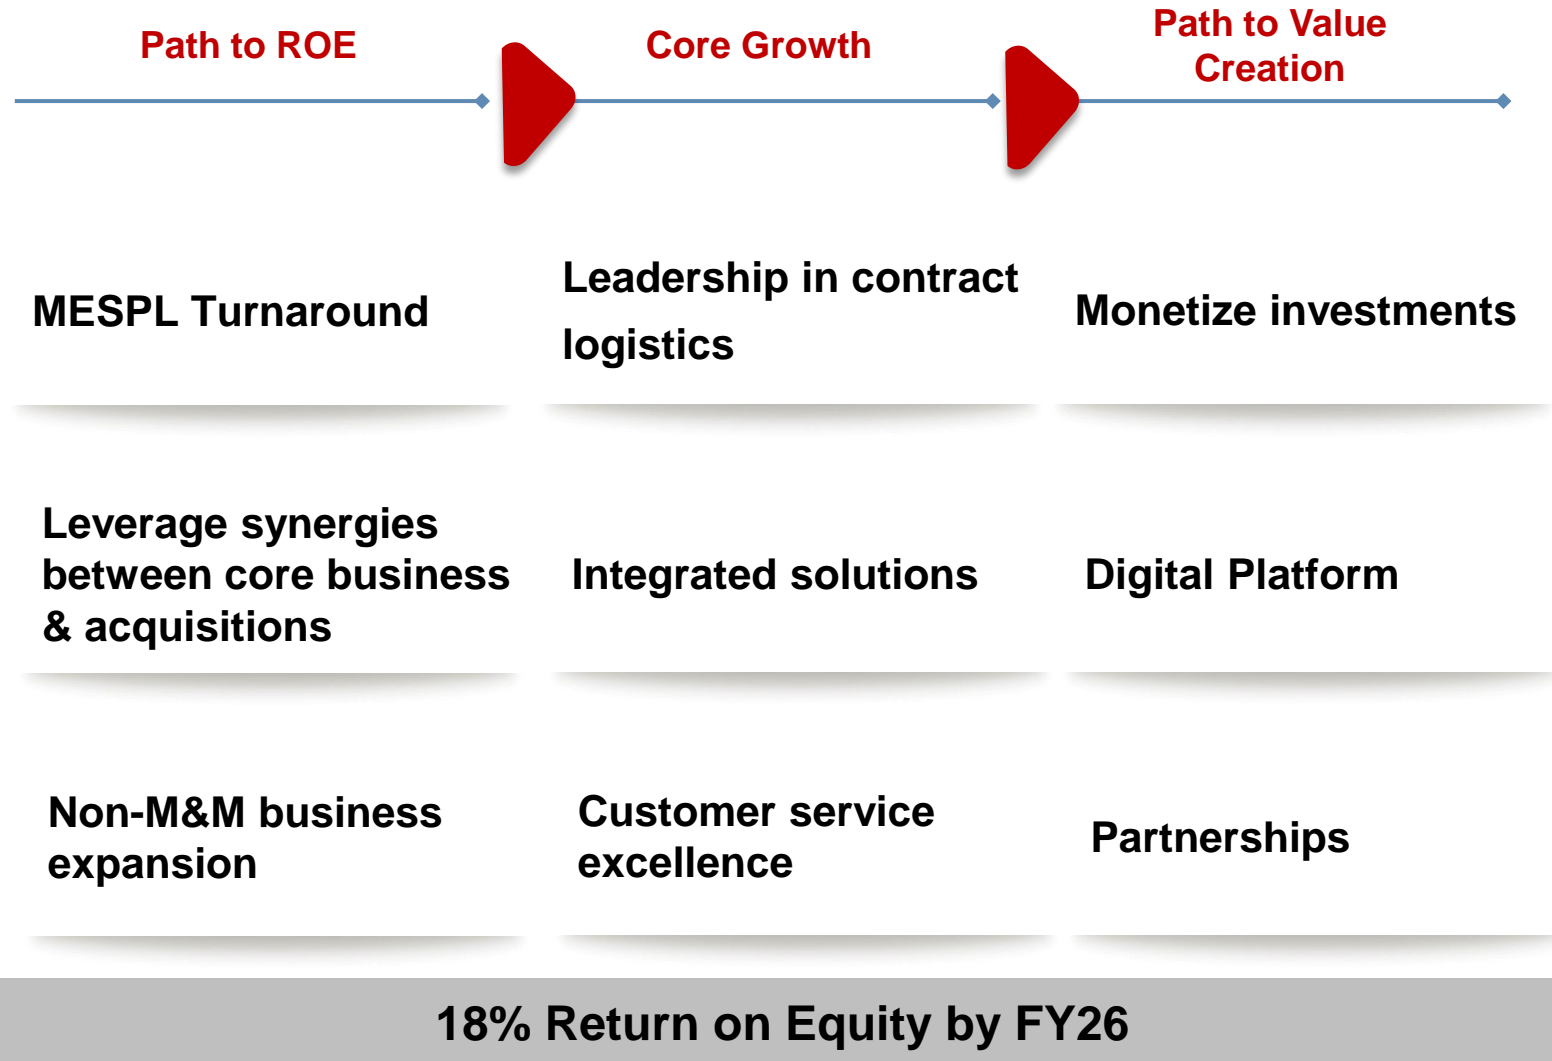 Path to ROE
Core Growth
Path to Value
Creation
MESPL Turnaround
Leadership in contract
logistics
Monetize investments
Leverage synergies
between core business
& acquisitions
Integrated solutions
Digital Platform
Non-M&M business
expansion
Customer service
excellence
Partnerships
18% Return on Equity by FY26